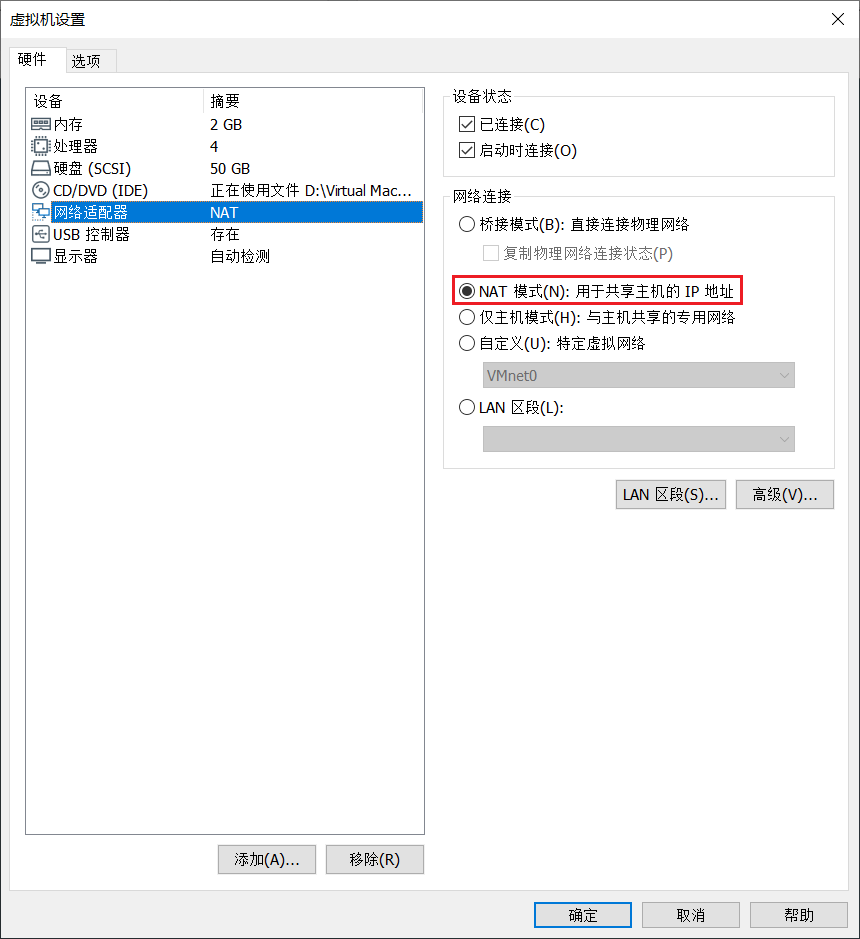 虚拟机设置
硬件 选项
设备 摘要
内存 2 GB
处理器 4
硬盘 (SCSI) 50 GB
CD/DVD (IDE) 正在使用文件 D:\Virtual Mac...
网络适配器 NAT
USB 控制器 存在
显示器 自动检测
添加(A)... 移除(R)
设备状态
已连接(C)
启动时连接(O)
网络连接
桥接模式(B): 直接连接物理网络
复制物理网络连接状态(P)
NAT 模式(N): 用于共享主机的 IP 地址
仅主机模式(H): 与主机共享的专用网络
自定义(U): 特定虚拟网络
VMnet0
LAN 区段(L):
LAN 区段(S)... 高级(V)...
确定 取消 帮助